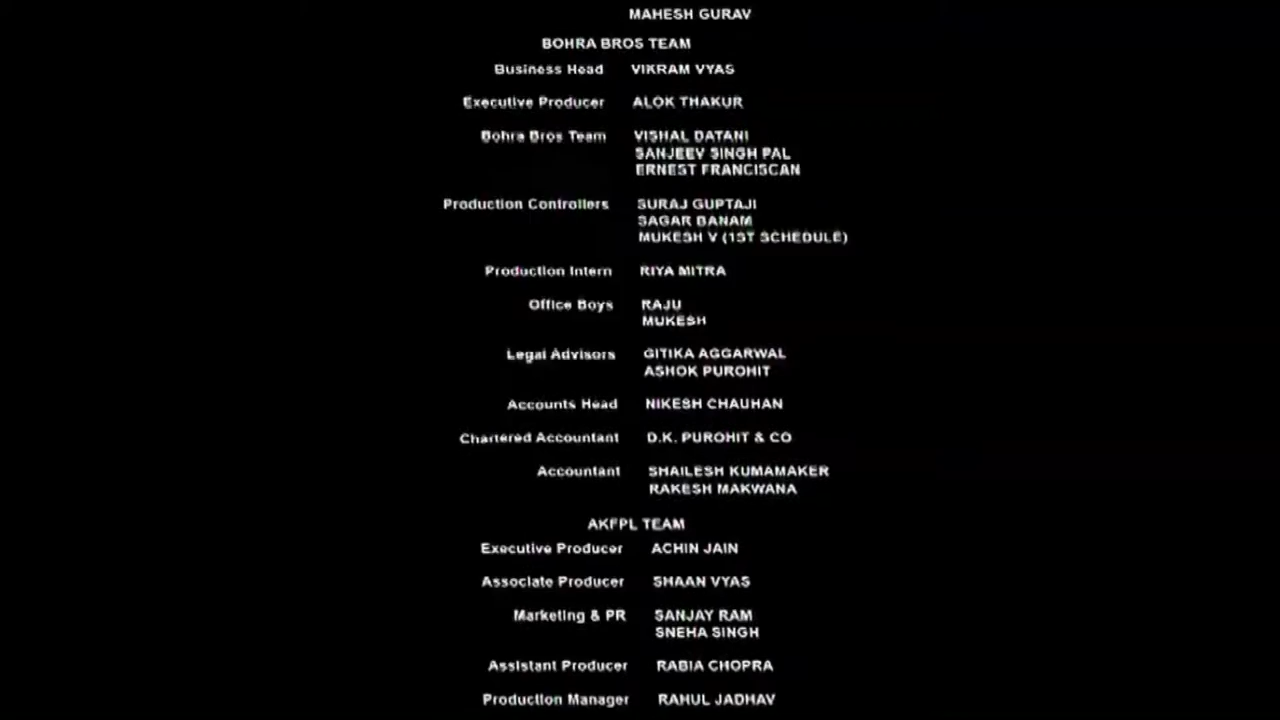 MAHESH GURAV
BOHRA BROS TEAM
Business Head VIKRAM VYAS
Executive Producer ALOK THAKUR
Bohra Bros Team VISHAL DATANI
SANJEEV SINGH PAL
ERNEST FRANCISCAN
Production Controllers SURAJ GUPTAJI
SAGAR BANAM
MUKESH V (1ST SCHEDULE)
Production Intern RIYA MITRA
Office Boys RAJU
MUKESH
Legal Advisors GITIKA AGGARWAL
ASHOK PUROHIT
Accounts Head NIKESH CHAUHAN
Chartered Accountant D.K. PUROHIT & CO
Accountant SHAILESH KUMAMAKER
RAKESH MAKWANA
AKFPL TEAM
Executive Producer ACHIN JAIN
Associate Producer SHAAN VYAS
Marketing & PR SANJAY RAM
SNEHA SINGH
Assistant Producer RABIA CHOPRA
Production Manager RAHUL JADHAV